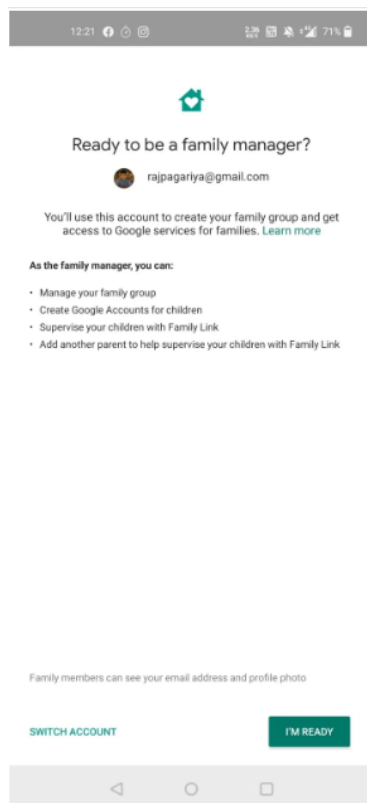 12:21
71%
Ready to be a family manager?
rajpagariya@gmail.com
You'll use this account to create your family group and get
access to Google services for families. Learn more
As the family manager, you can:
• Manage your family group
• Create Google Accounts for children
• Supervise your children with Family Link
• Add another parent to help supervise your children with Family Link
Family members can see your email address and profile photo
SWITCH ACCOUNT
I'M READY